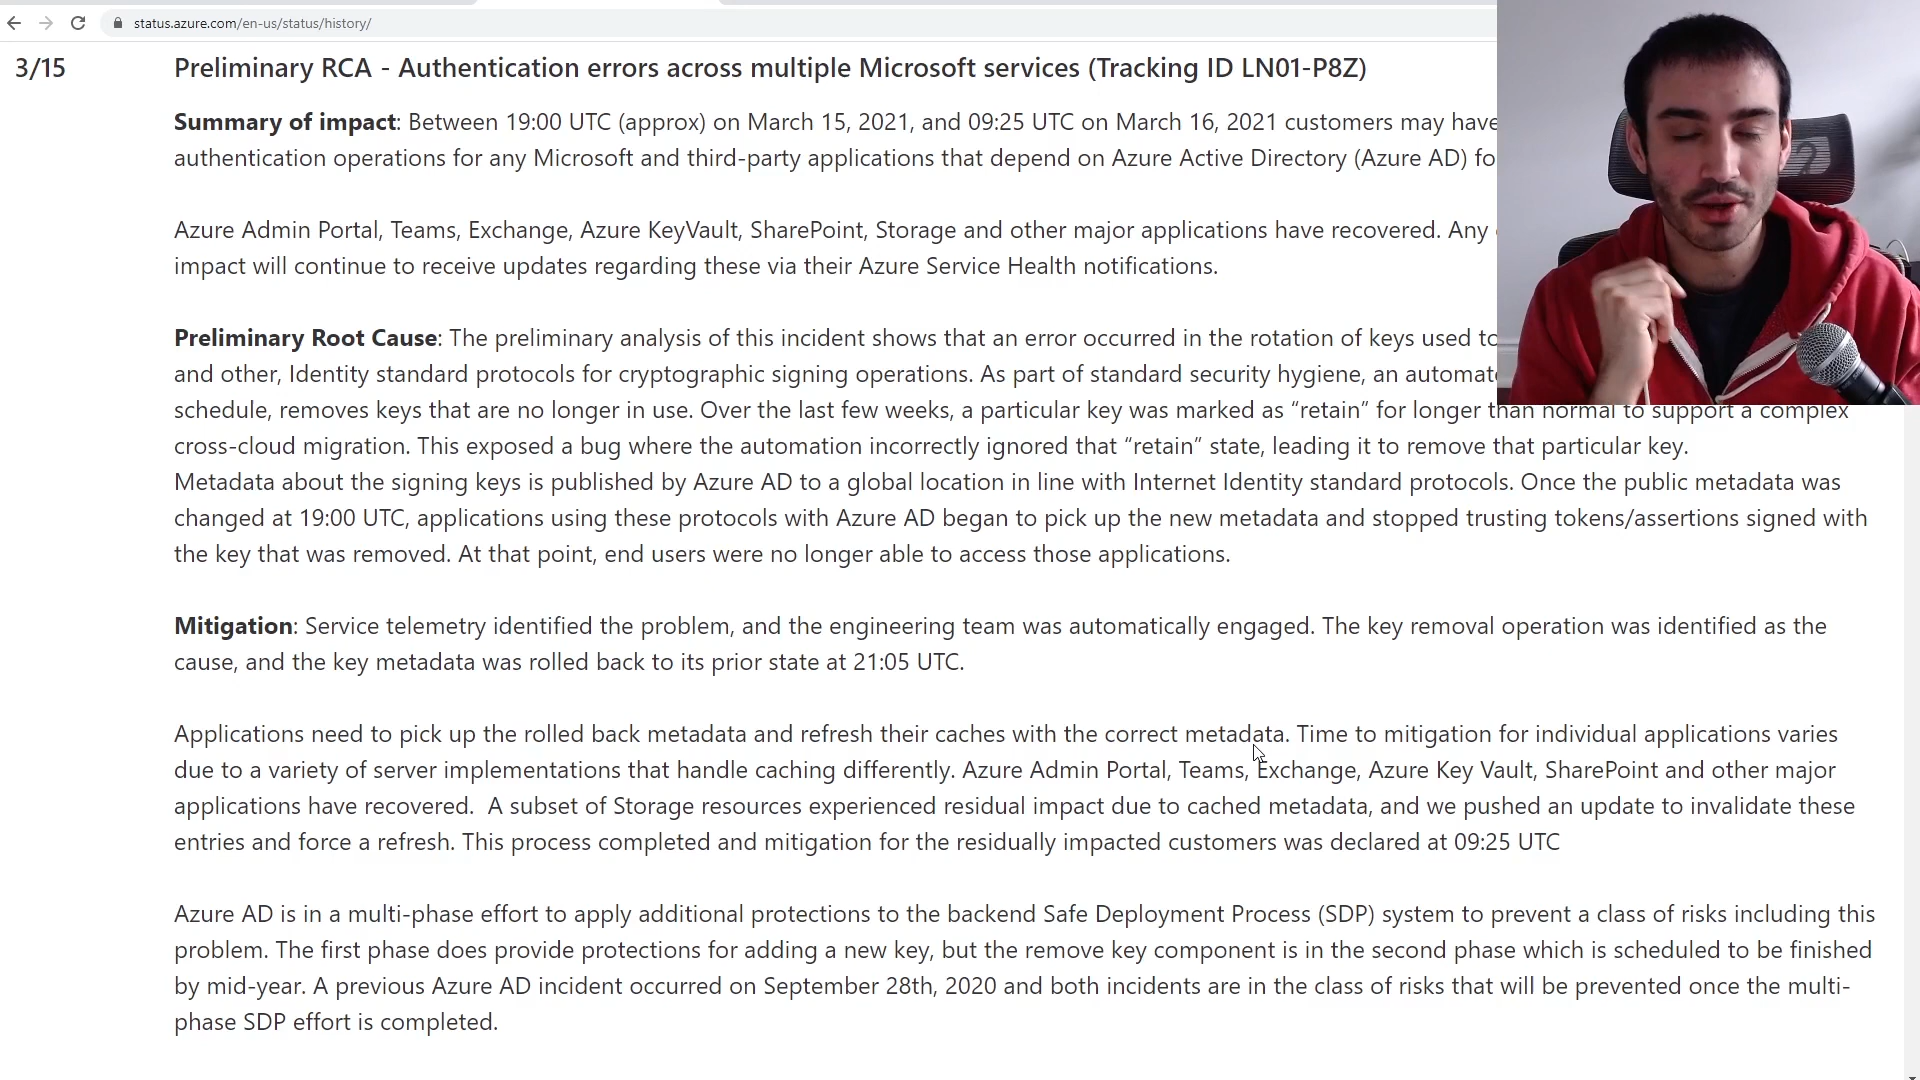 status.azure.com/en-us/status/history/
3/15
Preliminary RCA - Authentication errors across multiple Microsoft services (Tracking ID LN01-P8Z)
Summary of impact: Between 19:00 UTC (approx) on March 15, 2021, and 09:25 UTC on March 16, 2021 customers may have
authentication operations for any Microsoft and third-party applications that depend on Azure Active Directory (Azure AD) fo
Azure Admin Portal, Teams, Exchange, Azure KeyVault, SharePoint, Storage and other major applications have recovered. Any
impact will continue to receive updates regarding these via their Azure Service Health notifications.
Preliminary Root Cause: The preliminary analysis of this incident shows that an error occurred in the rotation of keys used to
and other, Identity standard protocols for cryptographic signing operations. As part of standard security hygiene, an automat
schedule, removes keys that are no longer in use. Over the last few weeks, a particular key was marked as “retain” for longer than normal to support a complex
cross-cloud migration. This exposed a bug where the automation incorrectly ignored that “retain” state, leading it to remove that particular key.
Metadata about the signing keys is published by Azure AD to a global location in line with Internet Identity standard protocols. Once the public metadata was
changed at 19:00 UTC, applications using these protocols with Azure AD began to pick up the new metadata and stopped trusting tokens/assertions signed with
the key that was removed. At that point, end users were no longer able to access those applications.
Mitigation: Service telemetry identified the problem, and the engineering team was automatically engaged. The key removal operation was identified as the
cause, and the key metadata was rolled back to its prior state at 21:05 UTC.
Applications need to pick up the rolled back metadata and refresh their caches with the correct metadata. Time to mitigation for individual applications varies
due to a variety of server implementations that handle caching differently. Azure Admin Portal, Teams, Exchange, Azure Key Vault, SharePoint and other major
applications have recovered. A subset of Storage resources experienced residual impact due to cached metadata, and we pushed an update to invalidate these
entries and force a refresh. This process completed and mitigation for the residually impacted customers was declared at 09:25 UTC
Azure AD is in a multi-phase effort to apply additional protections to the backend Safe Deployment Process (SDP) system to prevent a class of risks including this
problem. The first phase does provide protections for adding a new key, but the remove key component is in the second phase which is scheduled to be finished
by mid-year. A previous Azure AD incident occurred on September 28th, 2020 and both incidents are in the class of risks that will be prevented once the multi-
phase SDP effort is completed.